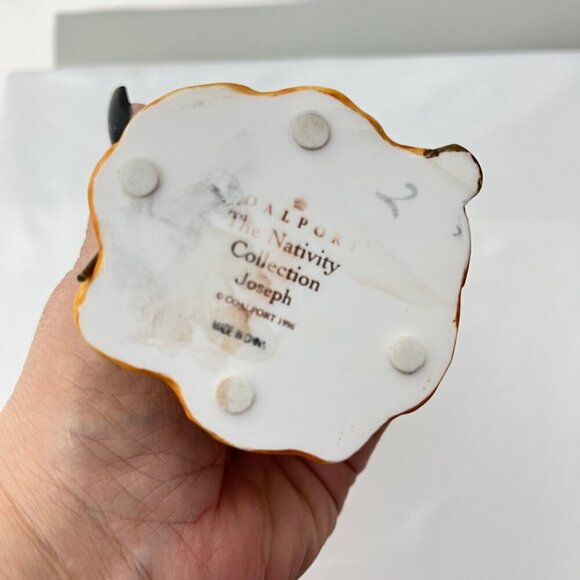 COALPORT
The Nativity
Collection
Joseph
© COALPORT 1996
MADE IN CHINA
2